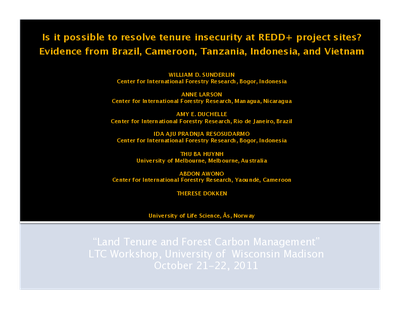 Is it possible to resolve tenure insecurity at REDD+ project sites?
Evidence from Brazil, Cameroon, Tanzania, Indonesia, and Vietnam
WILLIAM D. SUNDERLIN
Center for International Forestry Research, Bogor, Indonesia
ANNE LARSON
Center for International Forestry Research, Managua, Nicaragua
AMY E. DUCHELLE
Center for International Forestry Research, Rio de Janeiro, Brazil
IDA AJU PRADNJA RESOSUDARMO
Center for International Forestry Research, Bogor, Indonesia
THU BA HUYNH
University of Melbourne, Melbourne, Australia
ABDON AWONO
Center for International Forestry Research, Yaoundé, Cameroon
THERESE DOKKEN
University of Life Science, Ås, Norway
"Land Tenure and Forest Carbon Management"
LTC Workshop, University of Wisconsin Madison
October 21-22, 2011